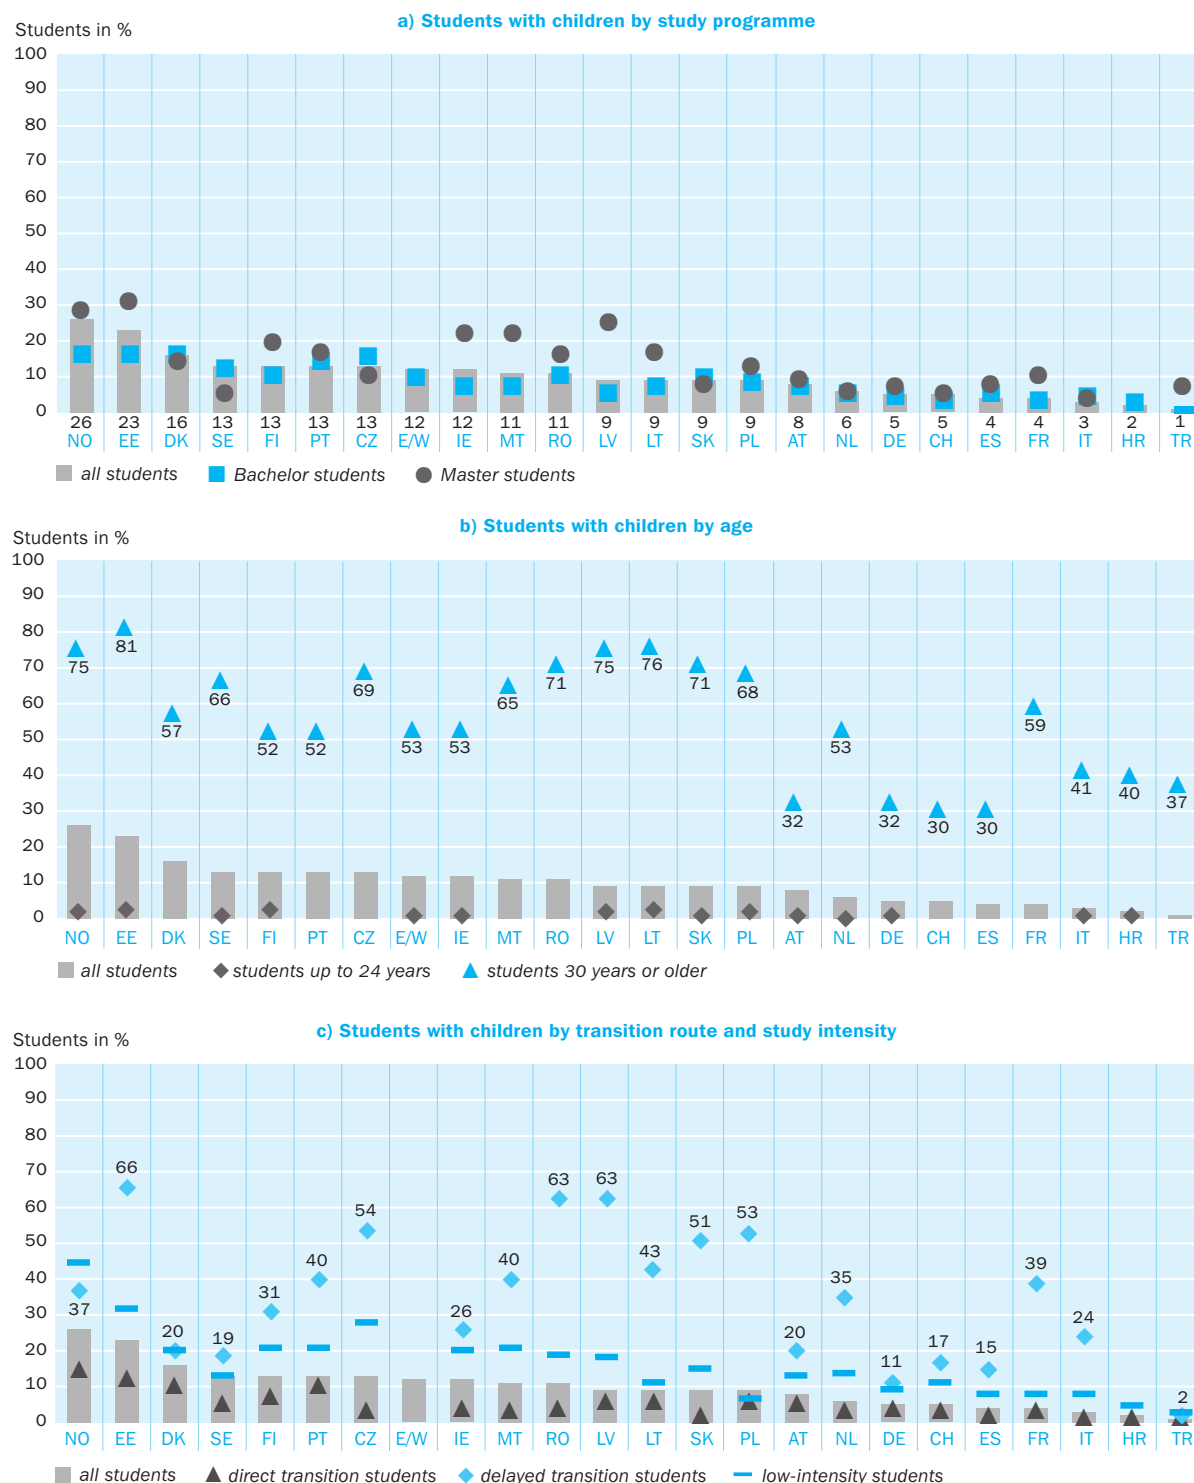 a) Students with children by study programme
Students in %
100
90
80
70
60
50
40
30
20
10
0
26 23 16 13 13 13 13 12 12 11 11 9 9 9 9 8 6 5 5 4 4 3 2 1
NO EE DK SE FI PT CZ E/W IE MT RO LV LT SK PL AT NL DE CH ES FR IT HR TR
all students Bachelor students Master students
b) Students with children by age
Students in %
100
90
80
70
60
50
40
30
20
10
0
75 81 57 66 52 52 69 53 53 65 71 75 76 71 68 32 53 32 30 30 59 41 40 37
NO EE DK SE FI PT CZ E/W IE MT RO LV LT SK PL AT NL DE CH ES FR IT HR TR
all students students up to 24 years students 30 years or older
c) Students with children by transition route and study intensity
Students in %
100
90
80
70
60
50
40
30
20
10
0
37 66 20 19 31 40 54 26 40 63 63 43 51 53 20 35 11 17 15 39 24 2
NO EE DK SE FI PT CZ E/W IE MT RO LV LT SK PL AT NL DE CH ES FR IT HR TR
all students direct transition students delayed transition students low-intensity students